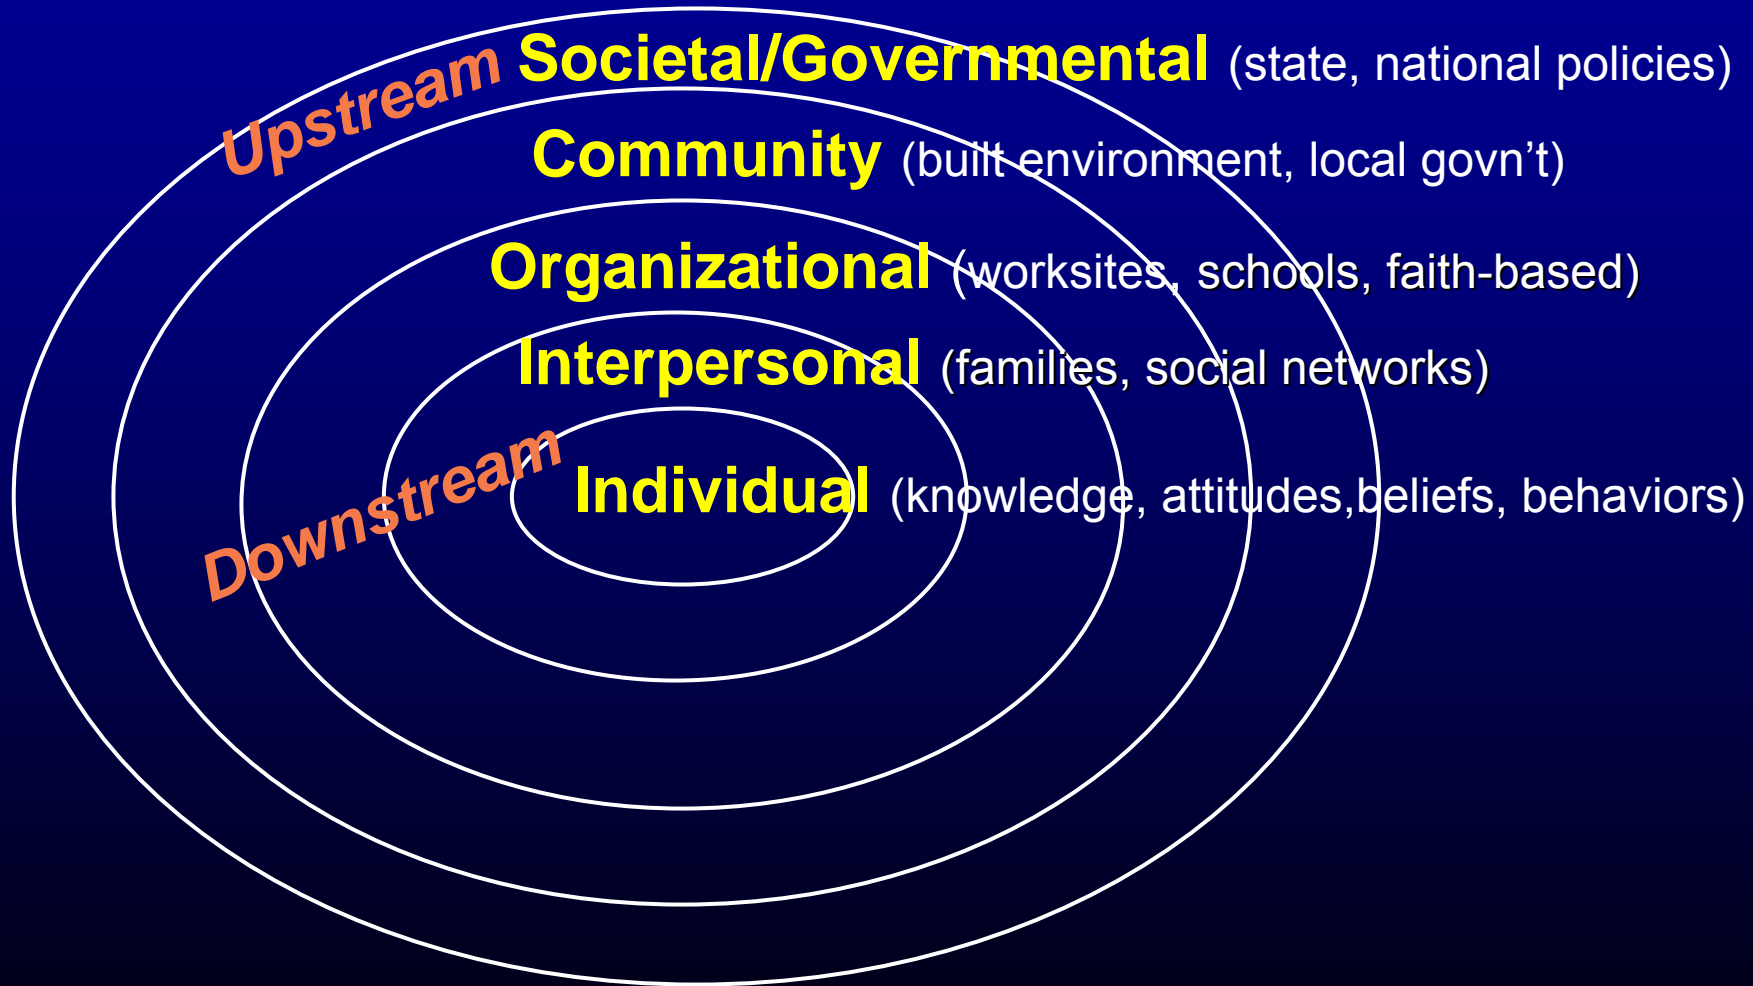 Upstream
Societal/Governmental (state, national policies)
Community (built environment, local govn’t)
Organizational (worksites, schools, faith-based)
Interpersonal (families, social networks)
Downstream
Individual (knowledge, attitudes,beliefs, behaviors)